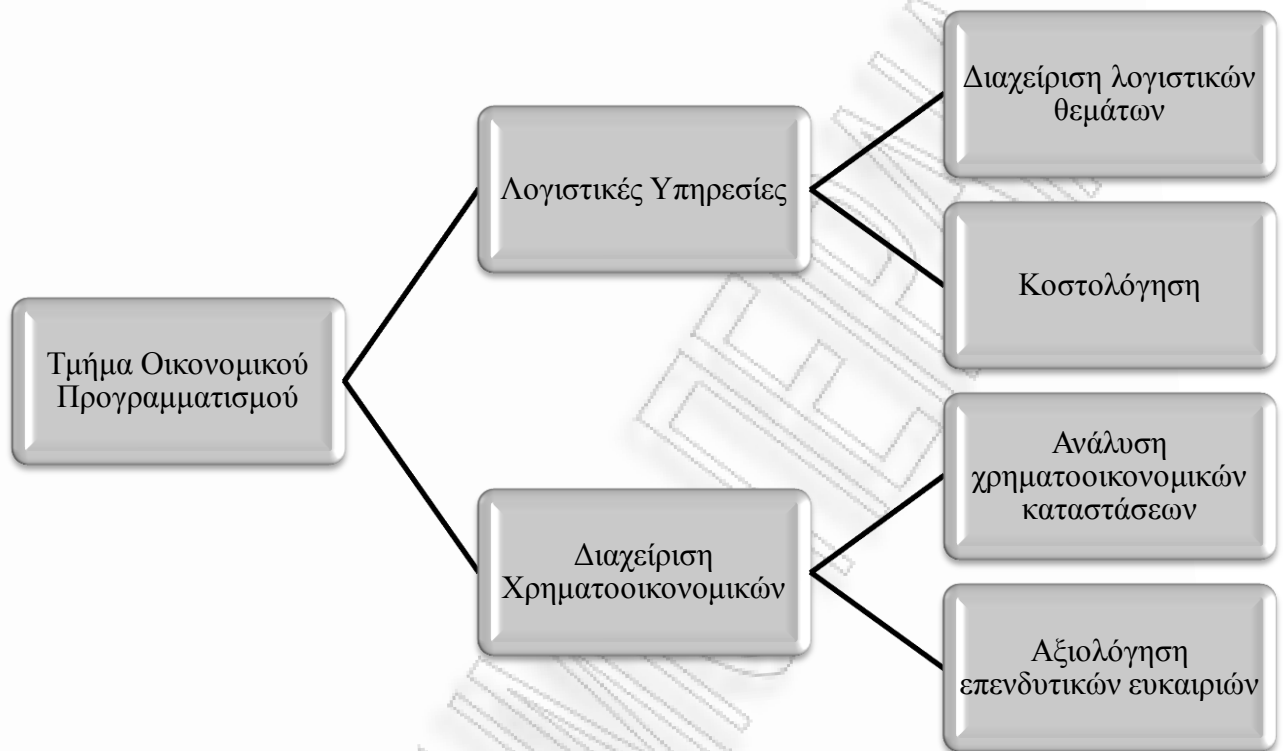 Τμήμα Οικονομικού
Προγραμματισμού
Λογιστικές Υπηρεσίες
Διαχείριση λογιστικών
θεμάτων
Κοστολόγηση
Διαχείριση
Χρηματοοικονομικών
Ανάλυση
χρηματοοικονομικών
καταστάσεων
Αξιολόγηση
επενδυτικών ευκαιριών